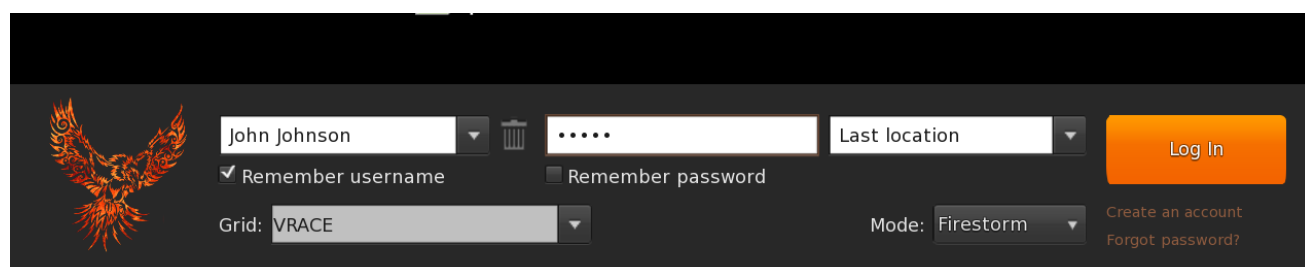 John Johnson
•••••
Last location
Log In
Remember username
Remember password
Grid: VRACE
Mode: Firestorm
Create an account
Forgot password?